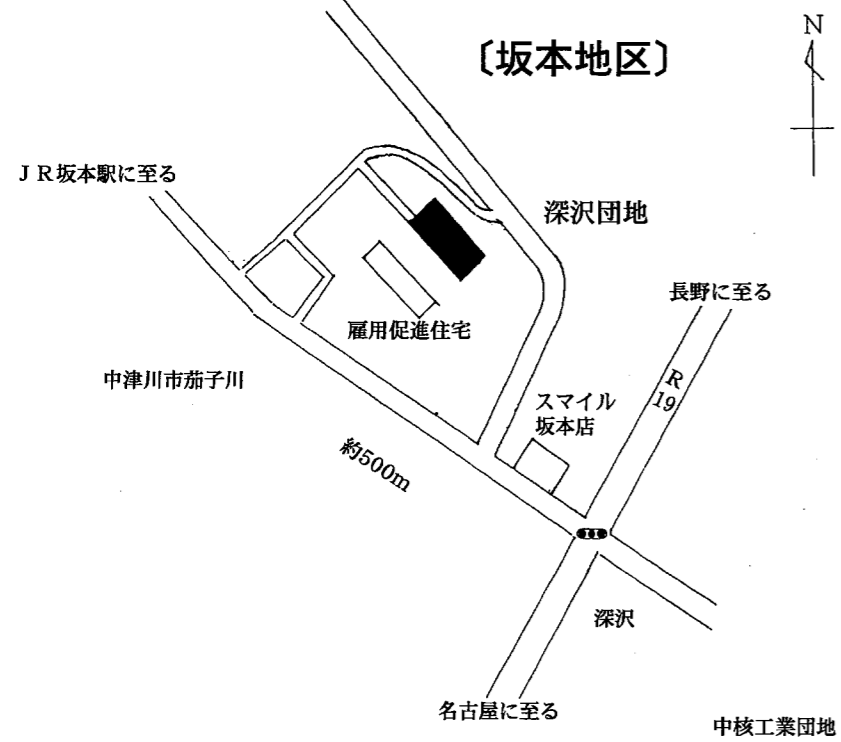 〔坂本地区〕
N
ＪＲ坂本駅に至る
深沢団地
長野に至る
雇用促進住宅
中津川市茄子川
R
19
スマイル
坂本店
約500m
深沢
名古屋に至る
中核工業団地